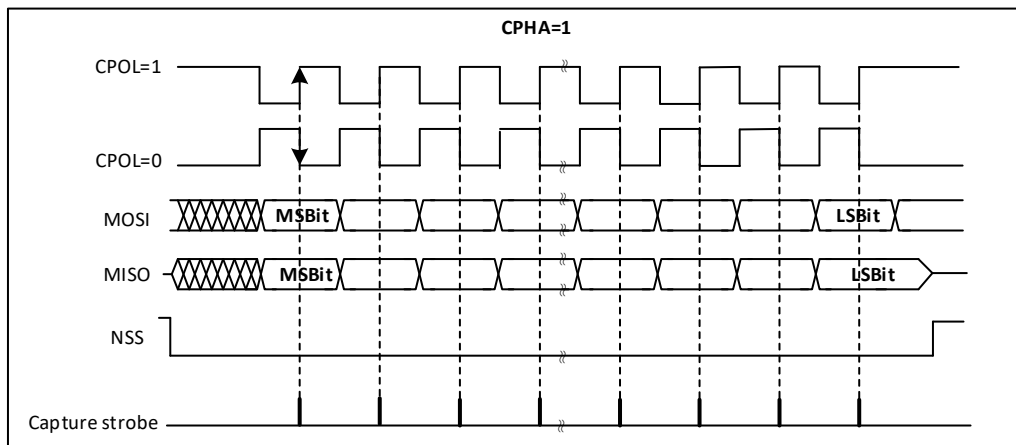 CPHA=1
CPOL=1
CPOL=0
MOSI MSBit LSBit
MISO MSBit LSBit
NSS
Capture strobe